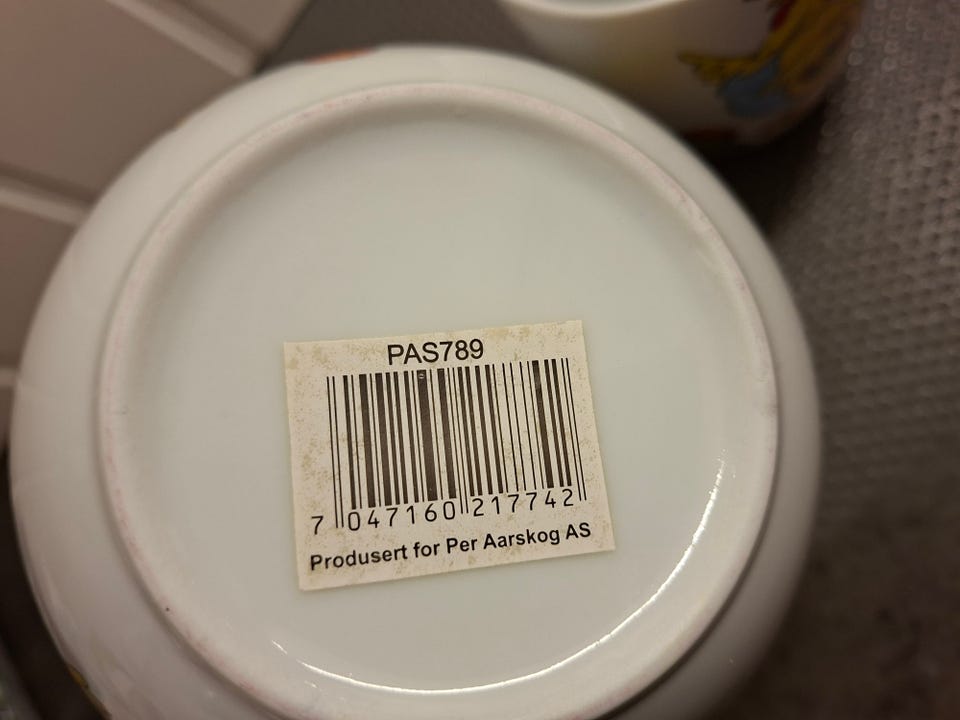 PAS789
7 047160 217742
Produsert for Per Aarskog AS